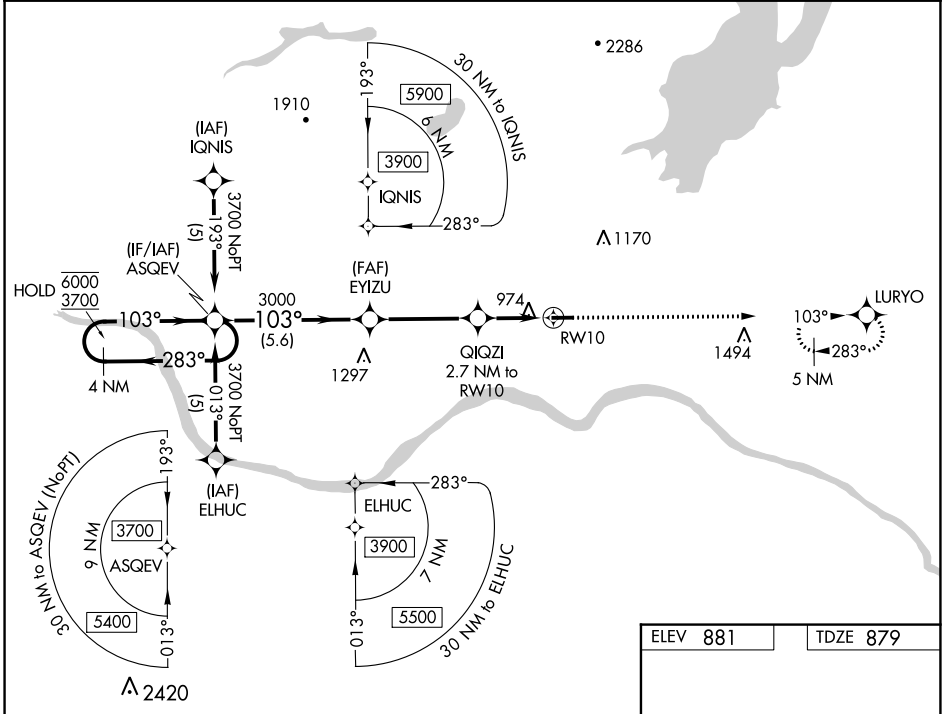 2286
30 NM to IQNIS
193°
5900
1910
6 NM
(IAF)
IQNIS
3900
IQNIS
3700 NoPT
193°
(5)
283°
1170
(IF/IAF)
ASQEV
(FAF)
EYIZU
HOLD
6000
3700
3000
974
LURYO
103°
103°
(5.6)
103°
RW10
283°
283°
1297
QIQZI
2.7 NM to
RW10
1494
4 NM
5 NM
3700 NoPT
013°
(5)
30 NM to ASQEV (NoPT)
193°
(IAF)
ELHUC
283°
ELHUC
3700
9 NM
ASQEV
3900
7 NM
5400
013°
5500
013°
30 NM to ELHUC
ELEV 881
TDZE 879
2420